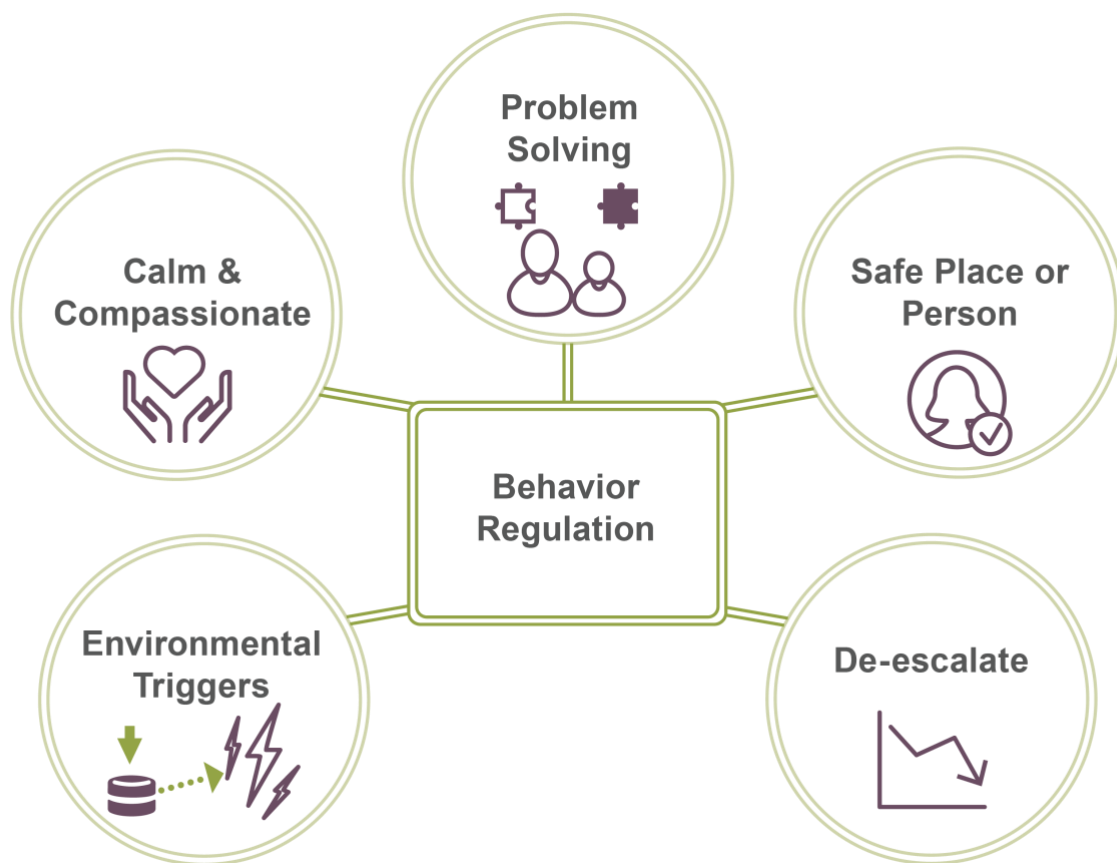 Problem
Solving
Calm &
Compassionate
Safe Place or
Person
Behavior
Regulation
Environmental
Triggers
De-escalate